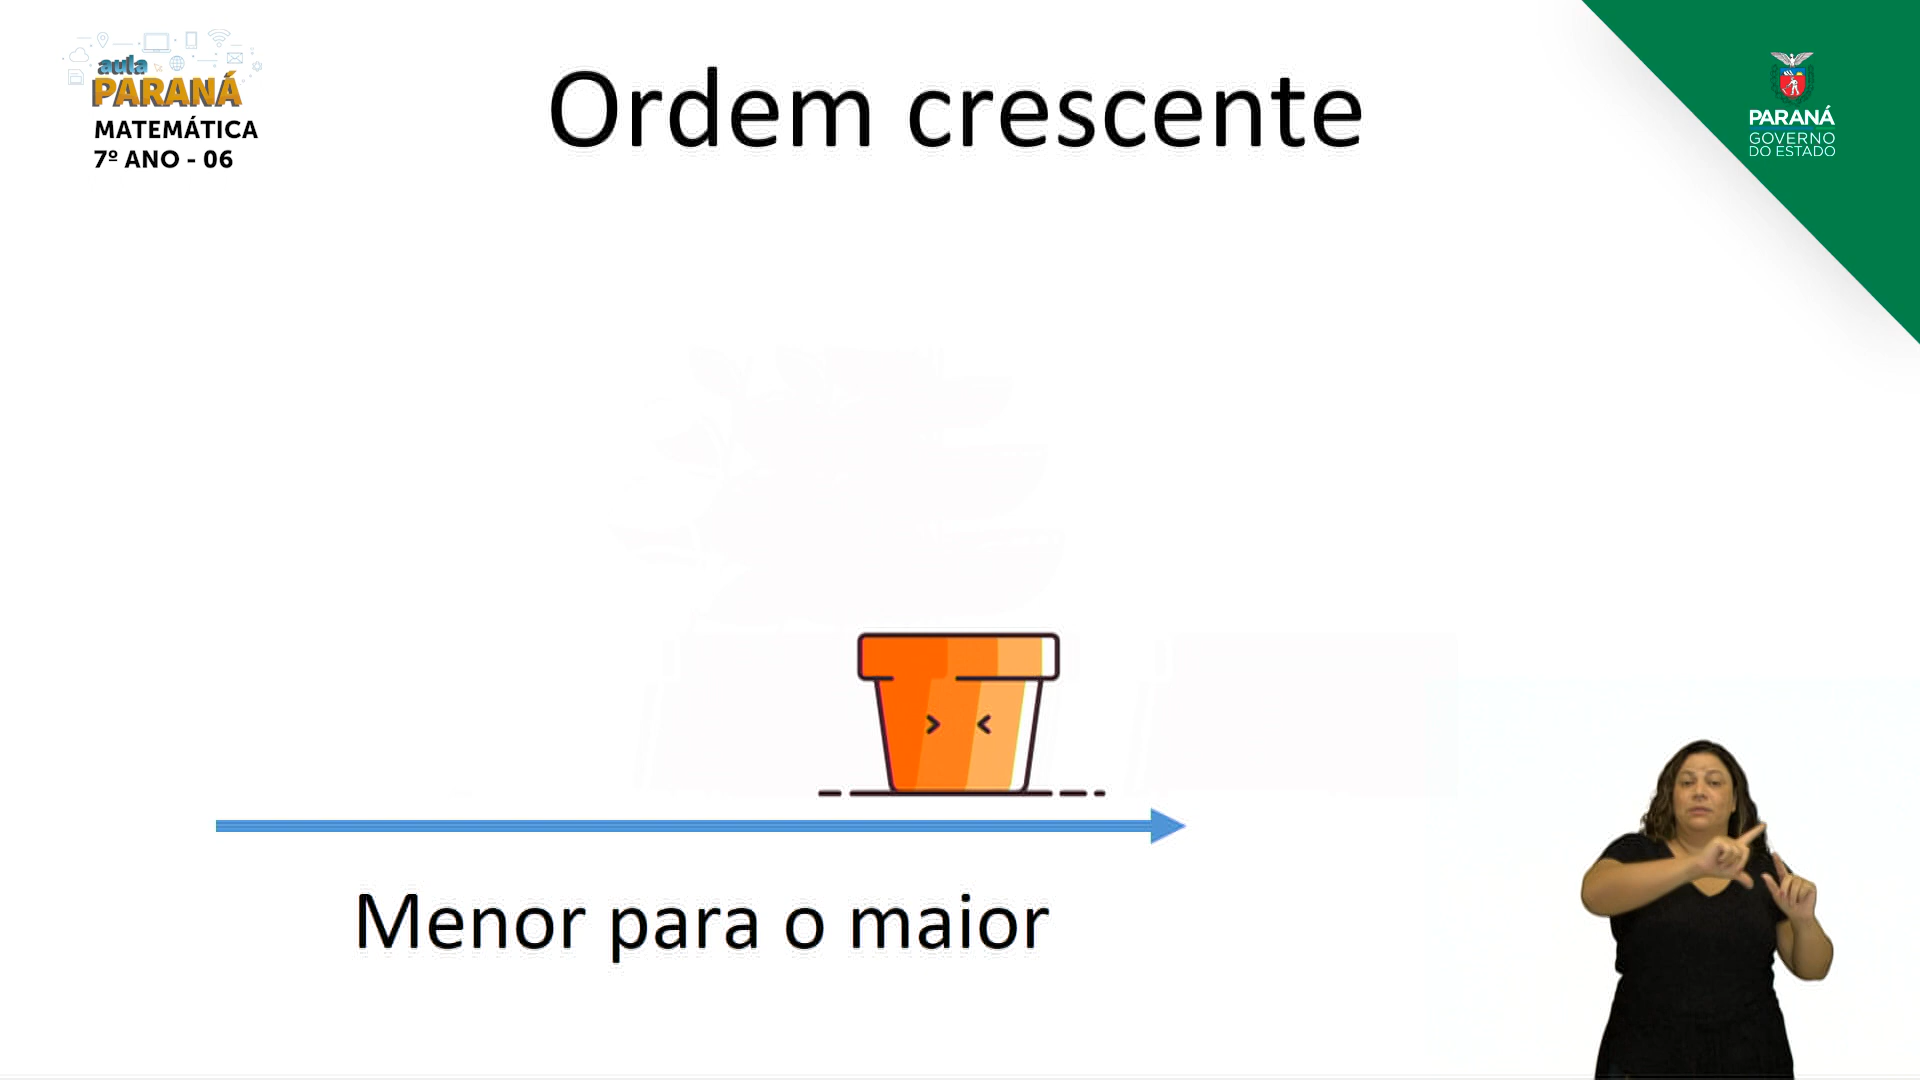 aula
PARANÁ
MATEMÁTICA
7º ANO - 06
Ordem crescente
PARANÁ
GOVERNO
DO ESTADO
Menor para o maior